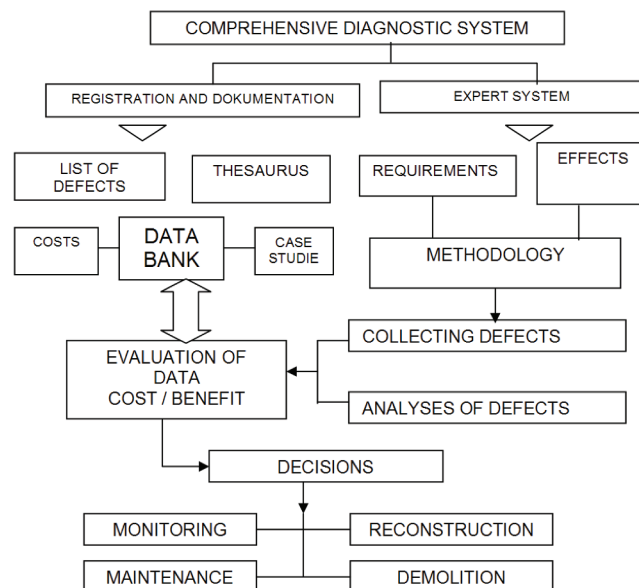 COMPREHENSIVE DIAGNOSTIC SYSTEM
REGISTRATION AND DOKUMENTATION
EXPERT SYSTEM
LIST OF
DEFECTS
THESAURUS
REQUIREMENTS
EFFECTS
COSTS
DATA
BANK
CASE
STUDIE
METHODOLOGY
COLLECTING DEFECTS
EVALUATION OF
DATA
COST / BENEFIT
ANALYSES OF DEFECTS
DECISIONS
MONITORING
RECONSTRUCTION
MAINTENANCE
DEMOLITION